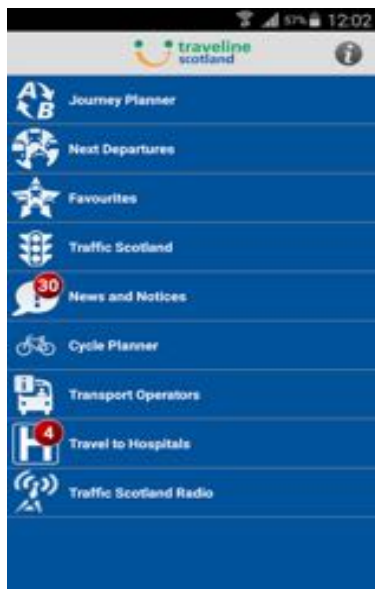 57% 12:02
traveline
scotland
i
A B
Journey Planner
Next Departures
Favourites
Traffic Scotland
30
News and Notices
Cycle Planner
i
Transport Operators
H 4
Travel to Hospitals
Traffic Scotland Radio